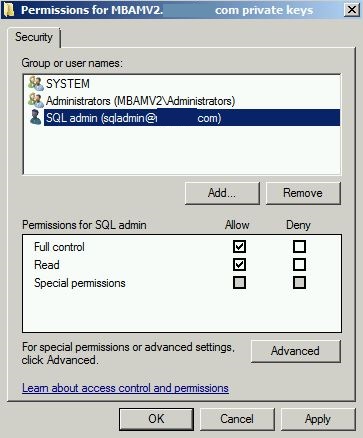 Permissions for MBAMV2. com private keys
Security
Group or user names:
SYSTEM
Administrators (MBAMV2\Administrators)
SQL admin (sqladmin@ com)
Add...
Remove
Permissions for SQL admin Allow Deny
Full control
Read
Special permissions
For special permissions or advanced settings,
click Advanced.
Advanced
Learn about access control and permissions
OK
Cancel
Apply